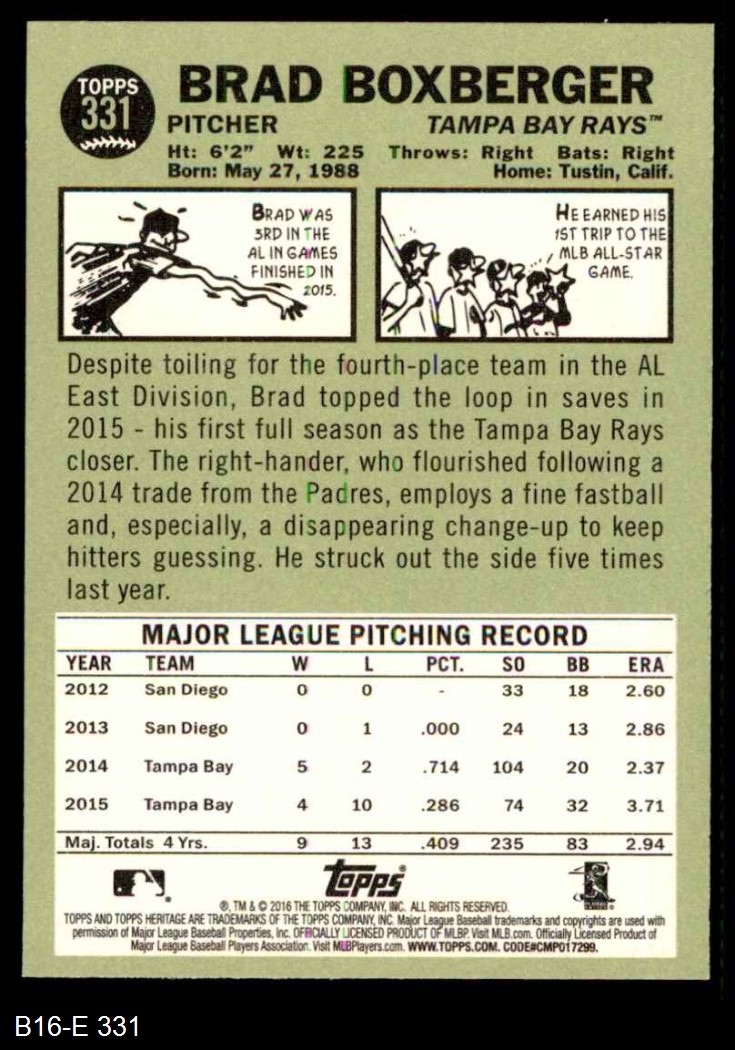 TOPPS
331
BRAD BOXBERGER
PITCHER TAMPA BAY RAYS™
Ht: 6'2" Wt: 225 Throws: Right Bats: Right
Born: May 27, 1988 Home: Tustin, Calif.
BRAD WAS
3RD IN THE
AL IN GAMES
FINISHED IN
2015.
HE EARNED HIS
1ST TRIP TO THE
MLB ALL-STAR
GAME.
Despite toiling for the fourth-place team in the AL
East Division, Brad topped the loop in saves in
2015 - his first full season as the Tampa Bay Rays
closer. The right-hander, who flourished following a
2014 trade from the Padres, employs a fine fastball
and, especially, a disappearing change-up to keep
hitters guessing. He struck out the side five times
last year.
MAJOR LEAGUE PITCHING RECORD
YEAR TEAM W L PCT. SO BB ERA
2012 San Diego 0 0 - 33 18 2.60
2013 San Diego 0 1 .000 24 13 2.86
2014 Tampa Bay 5 2 .714 104 20 2.37
2015 Tampa Bay 4 10 .286 74 32 3.71
Maj. Totals 4 Yrs. 9 13 .409 235 83 2.94
Topps®
®, TM & © 2016 THE TOPPS COMPANY, INC. ALL RIGHTS RESERVED.
TOPPS AND TOPPS HERITAGE ARE TRADEMARKS OF THE TOPPS COMPANY, INC. Major League Baseball trademarks and copyrights are used with
permission of Major League Baseball Properties, Inc. OFFICIALLY LICENSED PRODUCT OF MLBP. Visit MLB.com. Officially Licensed Product of
Major League Baseball Players Association. Visit MLBPlayers.com. WWW.TOPPS.COM. CODE#CMP017299.
B16-E 331